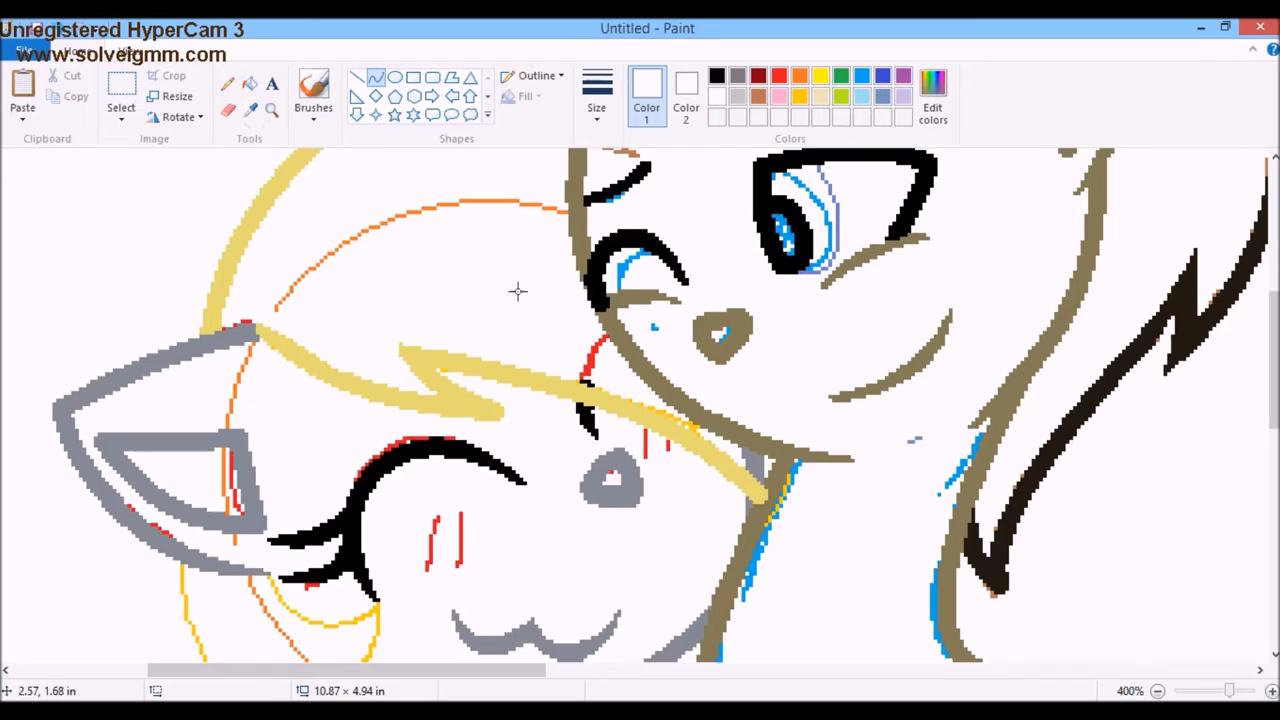 Unregistered HyperCam 3
Untitled - Paint
www.solveigmm.com
Paste
Cut
Copy
Clipboard
Select
Crop
Resize
Rotate
Image
Tools
Brushes
Shapes
Outline
Fill
Size
Color 1
Color 2
Edit colors
Colors
2.57, 1.68 in
10.87 × 4.94 in
400%